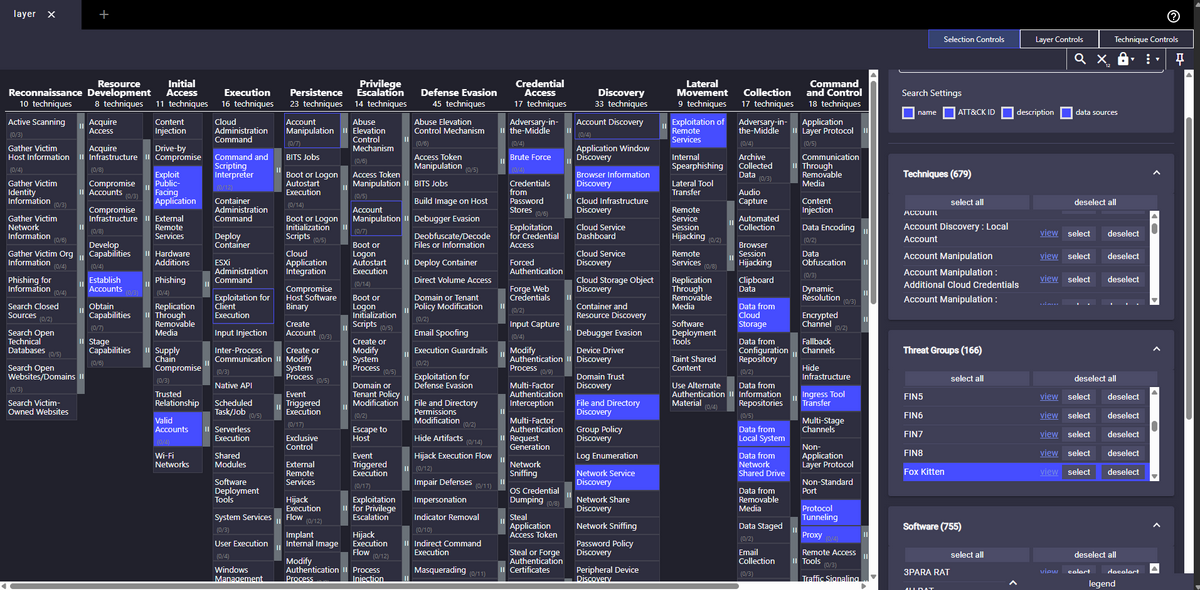 layer
Selection Controls
Layer Controls
Technique Controls
Reconnaissance
10 techniques
Active Scanning
(0/3)
Gather Victim
Host Information
(0/4)
Gather Victim
Identity
Information
(0/3)
Gather Victim
Network
Information
(0/6)
Gather Victim Org
Information
(0/4)
Phishing for
Information
(0/4)
Search Closed
Sources
(0/2)
Search Open
Technical
Databases
(0/5)
Search Open
Websites/Domains
(0/3)
Search Victim-
Owned Websites
Resource
Development
8 techniques
Acquire
Access
Acquire
Infrastructure
(0/8)
Compromise
Accounts
(0/3)
Compromise
Infrastructure
(0/8)
Develop
Capabilities
(0/4)
Establish
Accounts
Obtain
Capabilities
(0/7)
Stage
Capabilities
(0/6)
Initial
Access
11 techniques
Content
Injection
Drive-by
Compromise
Exploit
Public-
Facing
Application
External
Remote
Services
Hardware
Additions
Phishing
(0/4)
Replication
Through
Removable
Media
Supply
Chain
Compromise
(0/3)
Trusted
Relationship
Valid
Accounts
Wi-Fi
Networks
Execution
16 techniques
Cloud
Administration
Command
Command and
Scripting
Interpreter
Container
Administration
Command
Deploy
Container
ESXi
Administration
Command
Exploitation for
Client
Execution
Input Injection
Inter-Process
Communication
(0/3)
Native API
Scheduled
Task/Job
(0/5)
Serverless
Execution
Shared
Modules
Software
Deployment
Tools
System Services
(0/3)
User Execution
(0/4)
Windows
Management
Persistence
23 techniques
Account
Manipulation
(0/7)
BITS Jobs
Boot or Logon
Autostart
Execution
(0/14)
Boot or Logon
Initialization
Scripts
(0/5)
Cloud
Application
Integration
Compromise
Host Software
Binary
Create
Account
(0/3)
Create or
Modify
System
Process
(0/5)
Event
Triggered
Execution
(0/17)
Exclusive
Control
External
Remote
Services
Hijack
Execution
Flow
(0/12)
Implant
Internal Image
Modify
Authentication
Process
Privilege
Escalation
14 techniques
Abuse
Elevation
Control
Mechanism
(0/6)
Access Token
Manipulation
(0/5)
Account
Manipulation
(0/7)
Boot or
Logon
Autostart
Execution
(0/14)
Boot or
Logon
Initialization
Scripts
(0/5)
Create or
Modify
System
Process
(0/5)
Domain or
Tenant Policy
Modification
(0/2)
Escape to
Host
Event
Triggered
Execution
(0/17)
Exploitation
for Privilege
Escalation
Hijack
Execution
Flow
(0/12)
Process
Injection
Defense Evasion
45 techniques
Abuse Elevation
Control Mechanism
(0/6)
Access Token
Manipulation
(0/5)
BITS Jobs
Build Image on Host
Debugger Evasion
Deobfuscate/Decode
Files or Information
Deploy Container
Direct Volume Access
Domain or Tenant
Policy Modification
(0/2)
Email Spoofing
Execution Guardrails
(0/2)
Exploitation for
Defense Evasion
File and Directory
Permissions
Modification
(0/2)
Hide Artifacts
(0/14)
Hijack Execution Flow
(0/12)
Impair Defenses
(0/11)
Impersonation
Indicator Removal
(0/10)
Indirect Command
Execution
Masquerading
(0/11)
Credential
Access
17 techniques
Adversary-in-
the-Middle
(0/4)
Brute Force
Credentials
from
Password
Stores
(0/6)
Exploitation
for Credential
Access
Forced
Authentication
Forge Web
Credentials
(0/2)
Input Capture
(0/4)
Modify
Authentication
Process
(0/9)
Multi-Factor
Authentication
Interception
Multi-Factor
Authentication
Request
Generation
Network
Sniffing
OS Credential
Dumping
(0/8)
Steal
Application
Access Token
Steal or Forge
Authentication
Certificates
Discovery
33 techniques
Account Discovery
(0/4)
Application Window
Discovery
Browser Information
Discovery
Cloud Infrastructure
Discovery
Cloud Service
Dashboard
Cloud Service
Discovery
Cloud Storage Object
Discovery
Container and
Resource Discovery
Debugger Evasion
Device Driver
Discovery
Domain Trust
Discovery
File and Directory
Discovery
Group Policy
Discovery
Log Enumeration
Network Service
Discovery
Network Share
Discovery
Network Sniffing
Password Policy
Discovery
Peripheral Device
Discovery
Lateral
Movement
9 techniques
Exploitation of
Remote
Services
Internal
Spearphishing
Lateral Tool
Transfer
Remote
Service
Session
Hijacking
(0/2)
Remote
Services
(0/8)
Replication
Through
Removable
Media
Software
Deployment
Tools
Taint Shared
Content
Use Alternate
Authentication
Material
(0/4)
Collection
17 techniques
Adversary-in-
the-Middle
(0/4)
Archive
Collected
Data
(0/3)
Audio
Capture
Automated
Collection
Browser
Session
Hijacking
Clipboard
Data
Data from
Cloud
Storage
Data from
Configuration
Repository
(0/2)
Data from
Information
Repositories
(0/5)
Data from
Local System
Data from
Network
Shared Drive
Data from
Removable
Media
Data Staged
(0/2)
Email
Collection
(0/3)
Command
and Control
18 techniques
Application
Layer Protocol
(0/5)
Communication
Through
Removable
Media
Content
Injection
Data Encoding
(0/2)
Data
Obfuscation
(0/3)
Dynamic
Resolution
(0/3)
Encrypted
Channel
(0/2)
Fallback
Channels
Hide
Infrastructure
Ingress Tool
Transfer
Multi-Stage
Channels
Non-
Application
Layer Protocol
Non-Standard
Port
Protocol
Tunneling
Proxy
Remote Access
Tools
(0/3)
Traffic Signaling
Search Settings
name
ATT&CK ID
description
data sources
Techniques (679)
select all
deselect all
Account
Account Discovery : Local
Account
view
select
deselect
Account Manipulation
view
select
deselect
Account Manipulation :
Additional Cloud Credentials
view
select
deselect
Account Manipulation :
Threat Groups (166)
select all
deselect all
FIN5
view
select
deselect
FIN6
view
select
deselect
FIN7
view
select
deselect
FIN8
view
select
deselect
Fox Kitten
view
select
deselect
Software (755)
select all
deselect all
3PARA RAT
view
select
deselect
4H RAT
legend